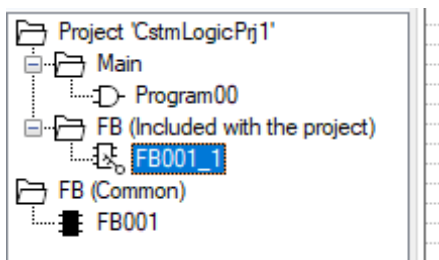 Project 'CstmLogicPrj1'
Main
Program00
FB (Included with the project)
FB001_1
FB (Common)
FB001